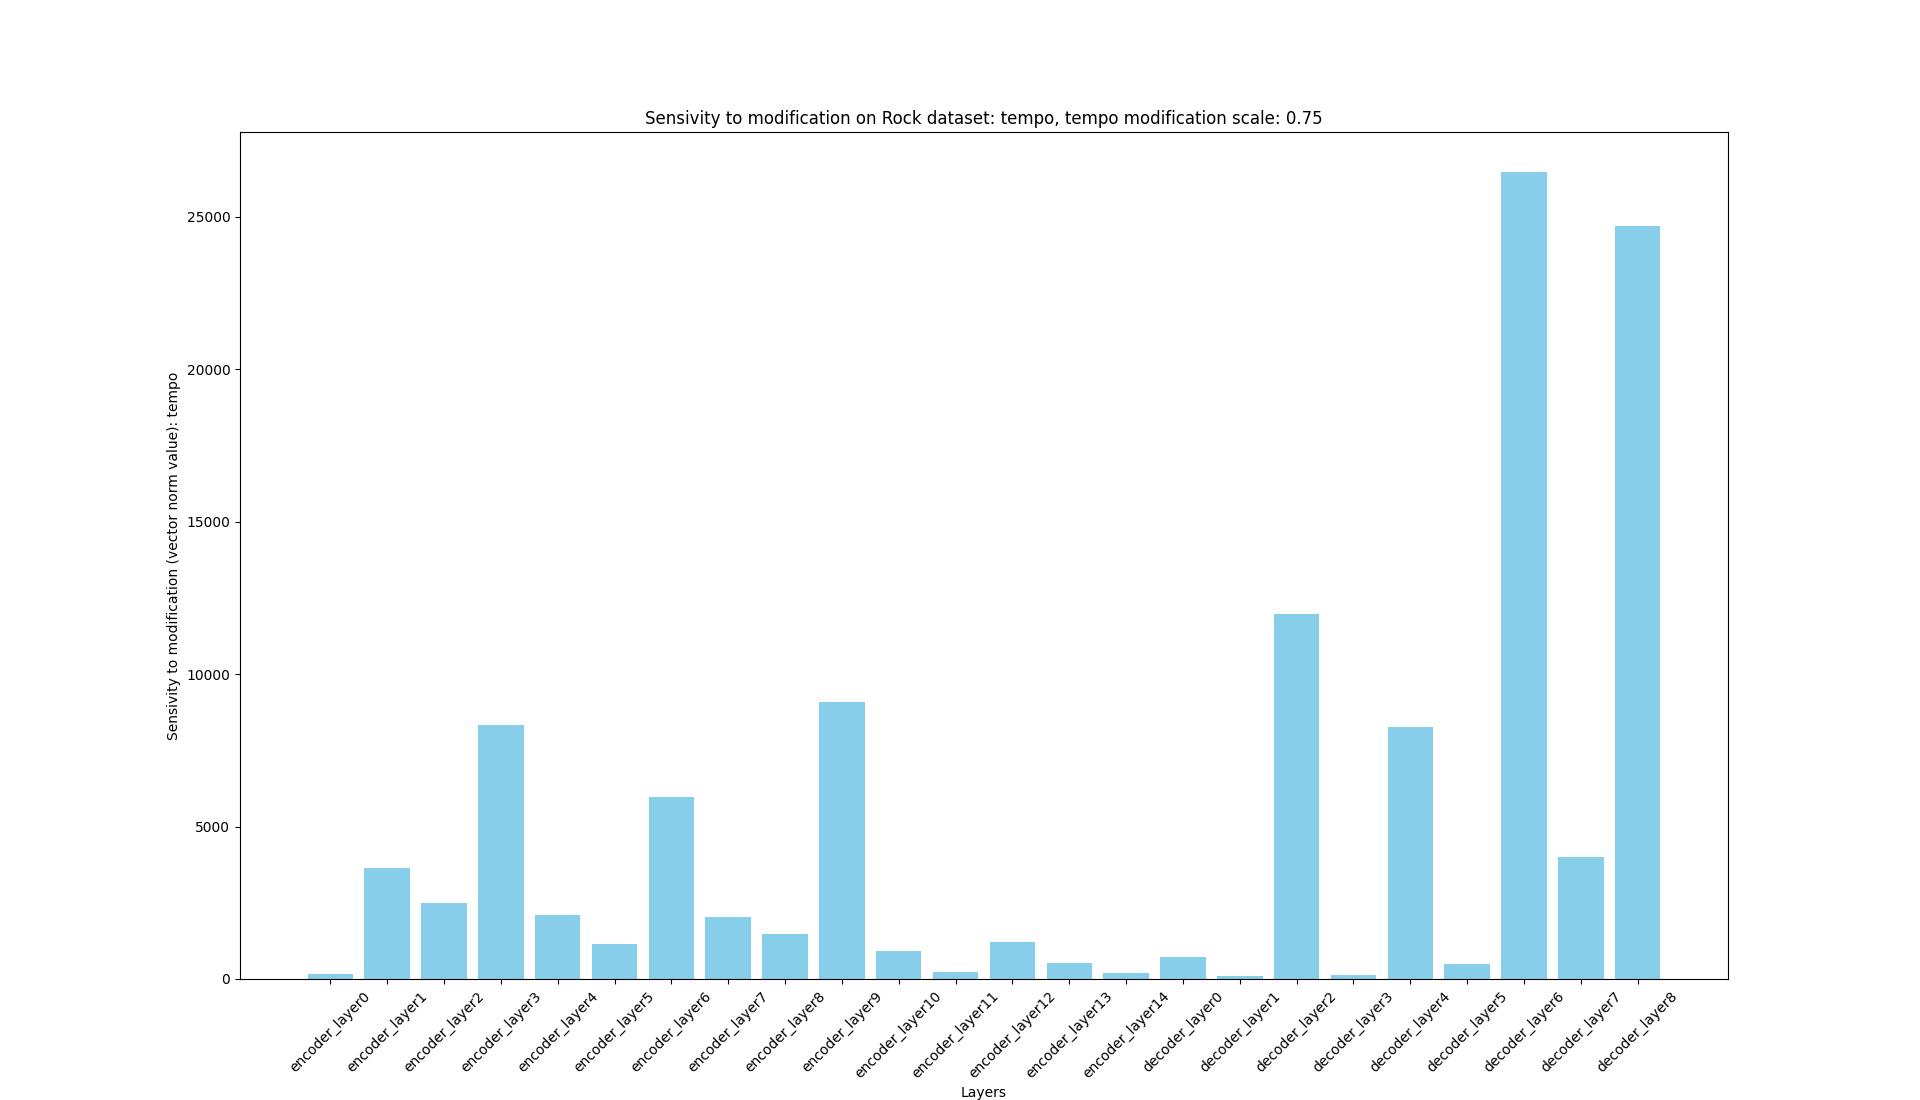 Sensivity to modification on Rock dataset: tempo, tempo modification scale: 0.75
Sensivity to modification (vector norm value): tempo
25000
20000
15000
10000
5000
0
encoder_layer0
encoder_layer1
encoder_layer2
encoder_layer3
encoder_layer4
encoder_layer5
encoder_layer6
encoder_layer7
encoder_layer8
encoder_layer9
encoder_layer10
encoder_layer11
encoder_layer12
encoder_layer13
encoder_layer14
decoder_layer0
decoder_layer1
decoder_layer2
decoder_layer3
decoder_layer4
decoder_layer5
decoder_layer6
decoder_layer7
decoder_layer8
Layers